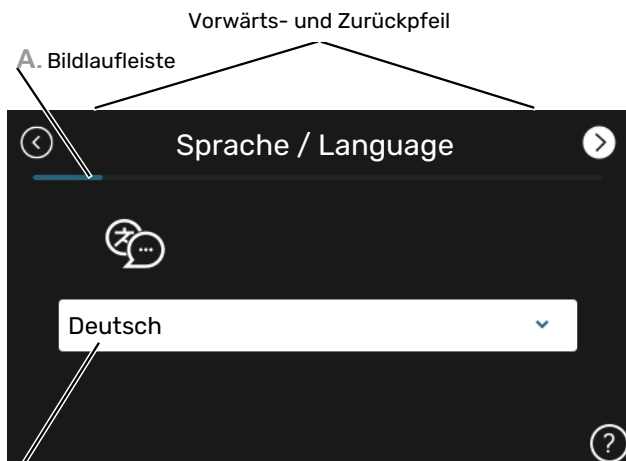 Vorwärts- und Zurückpfeil
A. Bildlaufleiste
Sprache / Language
Deutsch
?